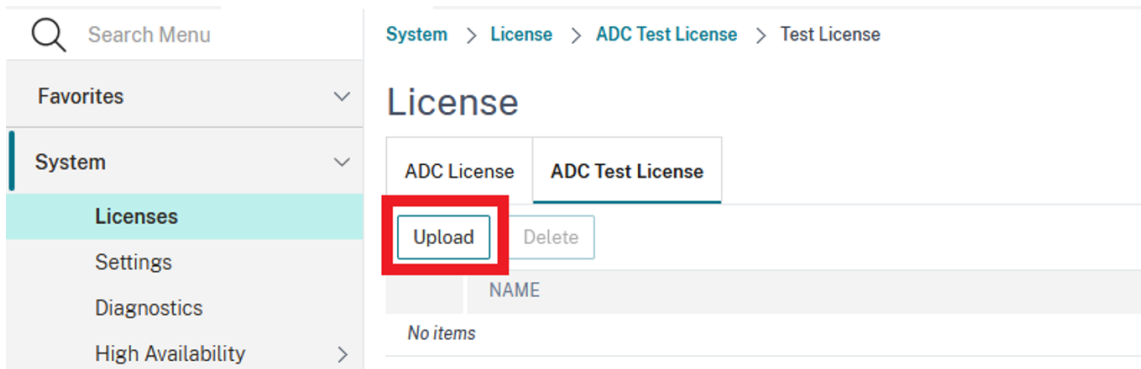 Search Menu
Favorites
System
Licenses
Settings
Diagnostics
High Availability
System > License > ADC Test License > Test License
License
ADC License
ADC Test License
Upload
Delete
NAME
No items